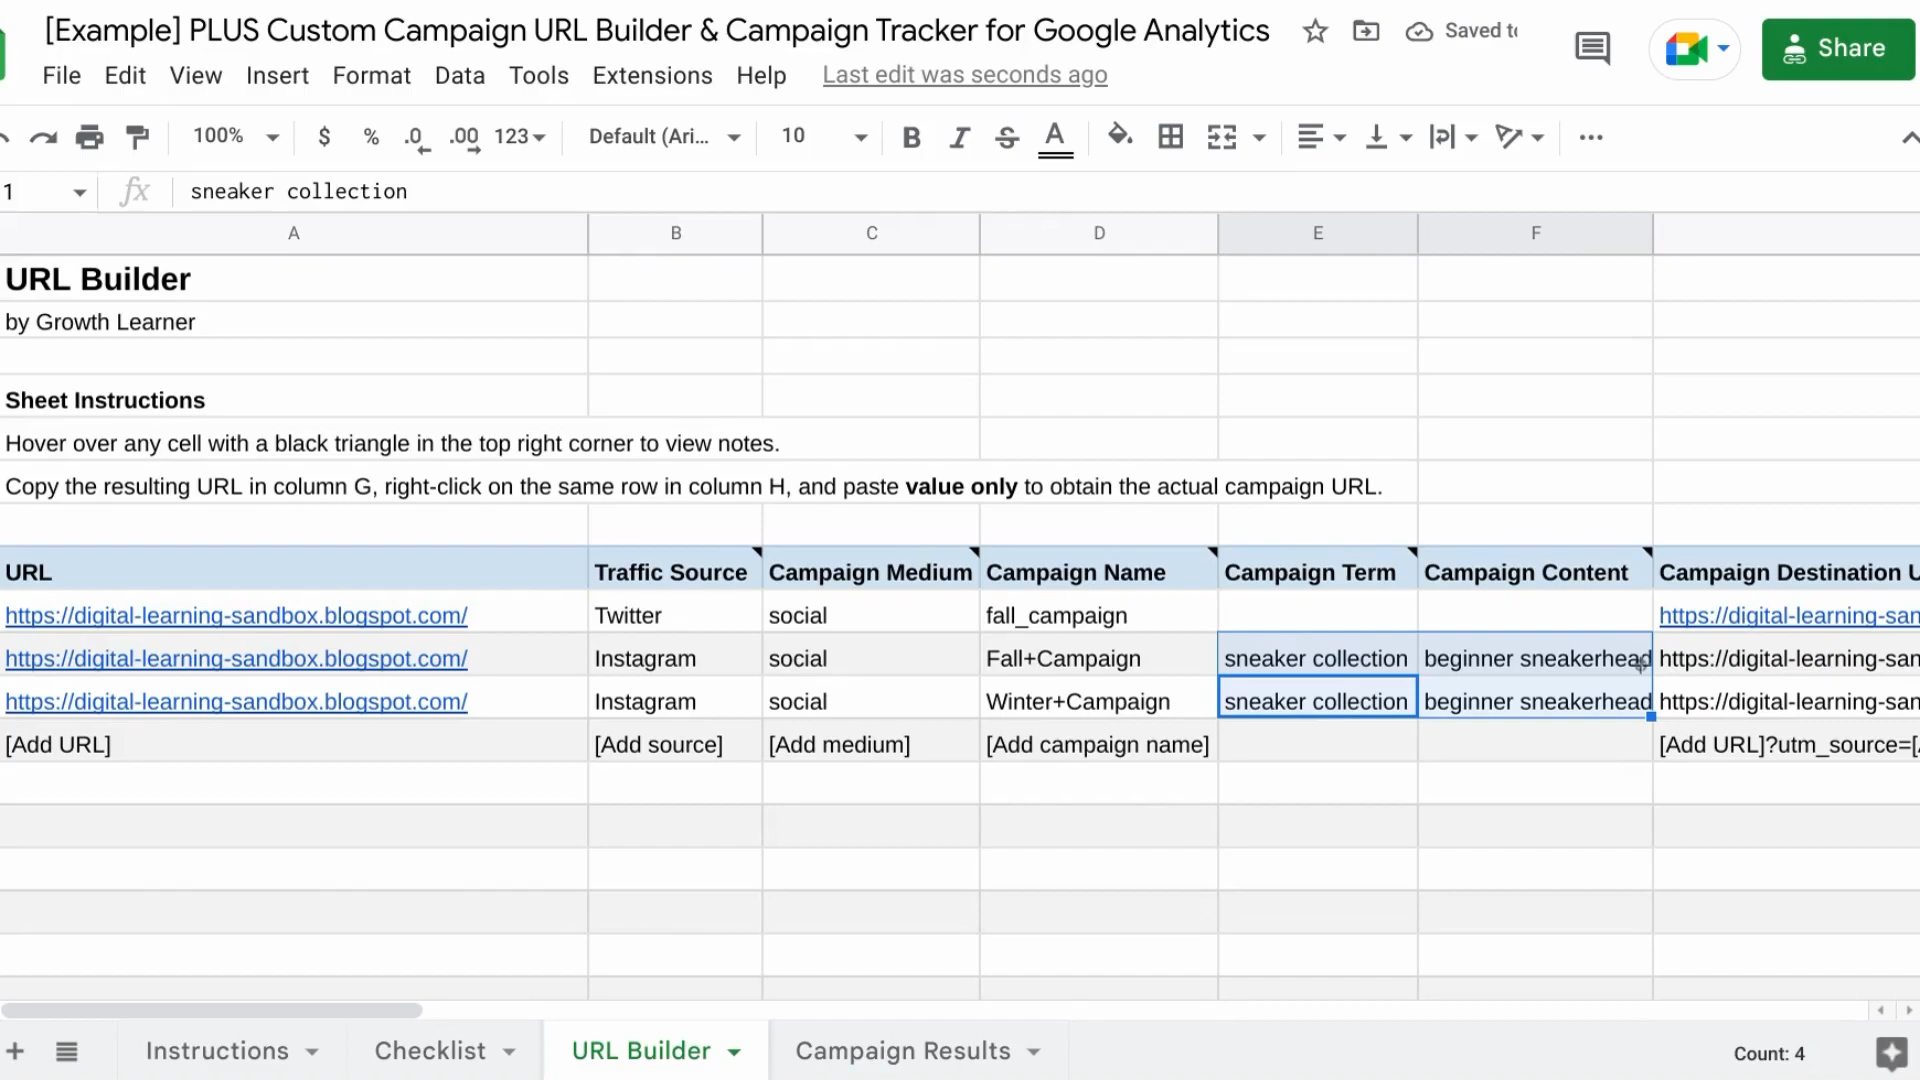 [Example] PLUS Custom Campaign URL Builder & Campaign Tracker for Google Analytics Saved to Share
File Edit View Insert Format Data Tools Extensions Help Last edit was seconds ago
100% $ % .0 .00 123 Default (Ari... 10 B I S A
1 fx sneaker collection
A B C D E F
URL Builder
by Growth Learner
Sheet Instructions
Hover over any cell with a black triangle in the top right corner to view notes.
Copy the resulting URL in column G, right-click on the same row in column H, and paste value only to obtain the actual campaign URL.
URL Traffic Source Campaign Medium Campaign Name Campaign Term Campaign Content Campaign Destination U
https://digital-learning-sandbox.blogspot.com/ Twitter social fall_campaign https://digital-learning-san
https://digital-learning-sandbox.blogspot.com/ Instagram social Fall+Campaign sneaker collection beginner sneakerhead https://digital-learning-san
https://digital-learning-sandbox.blogspot.com/ Instagram social Winter+Campaign sneaker collection beginner sneakerhead https://digital-learning-san
[Add URL] [Add source] [Add medium] [Add campaign name] [Add URL]?utm_source=[
Instructions Checklist URL Builder Campaign Results Count: 4